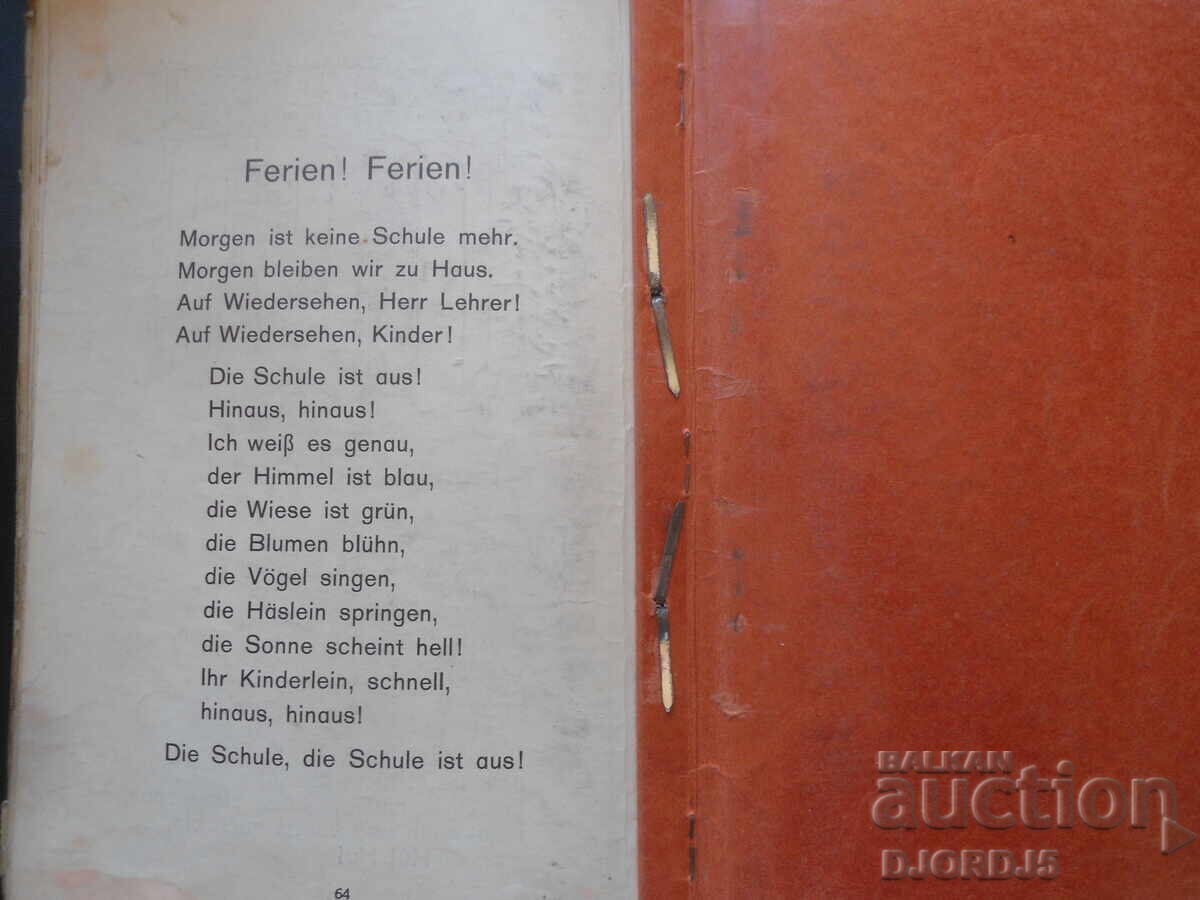 Ferien! Ferien!
Morgen ist keine Schule mehr.
Morgen bleiben wir zu Haus.
Auf Wiedersehen, Herr Lehrer!
Auf Wiedersehen, Kinder!
Die Schule ist aus!
Hinaus, hinaus!
Ich weiß es genau,
der Himmel ist blau,
die Wiese ist grün,
die Blumen blühn,
die Vögel singen,
die Häslein springen,
die Sonne scheint hell!
Ihr Kinderlein, schnell,
hinaus, hinaus!
Die Schule, die Schule ist aus!
64
BALKAN
auction
DJORDJ5